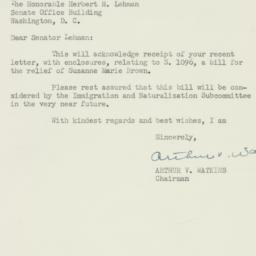 The Honorable Herbert H. Lehman
Senate Office Building
Washington, D. C.
Dear Senator Lehman:
This will acknowledge receipt of your recent
letter, with enclosures, relating to S. 1096, a bill for
the relief of Suzanne Marie Brown.
Please rest assured that this bill will be con-
sidered by the Immigration and Naturalization Subcommittee
in the very near future.
With kindest regards and best wishes, I am
Sincerely,
Arthur V. Wa
ARTHUR V. WATKINS
Chairman